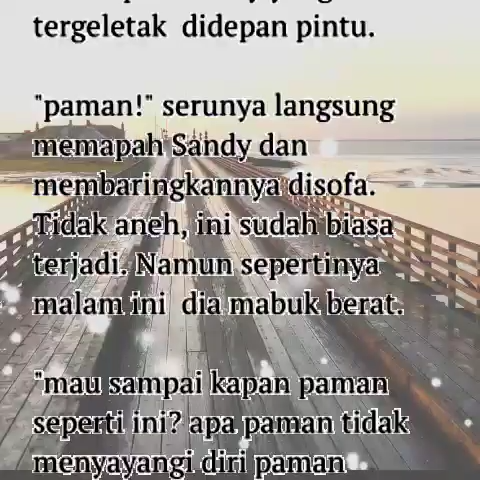 tergeletak didepan pintu.
"paman!" serunya langsung
memapah Sandy dan
membaringkannya disofa.
Tidak aneh, ini sudah biasa
terjadi. Namun sepertinya
malam ini dia mabuk berat.
"mau sampai kapan paman
seperti ini? apa paman tidak
menyayangi diri paman